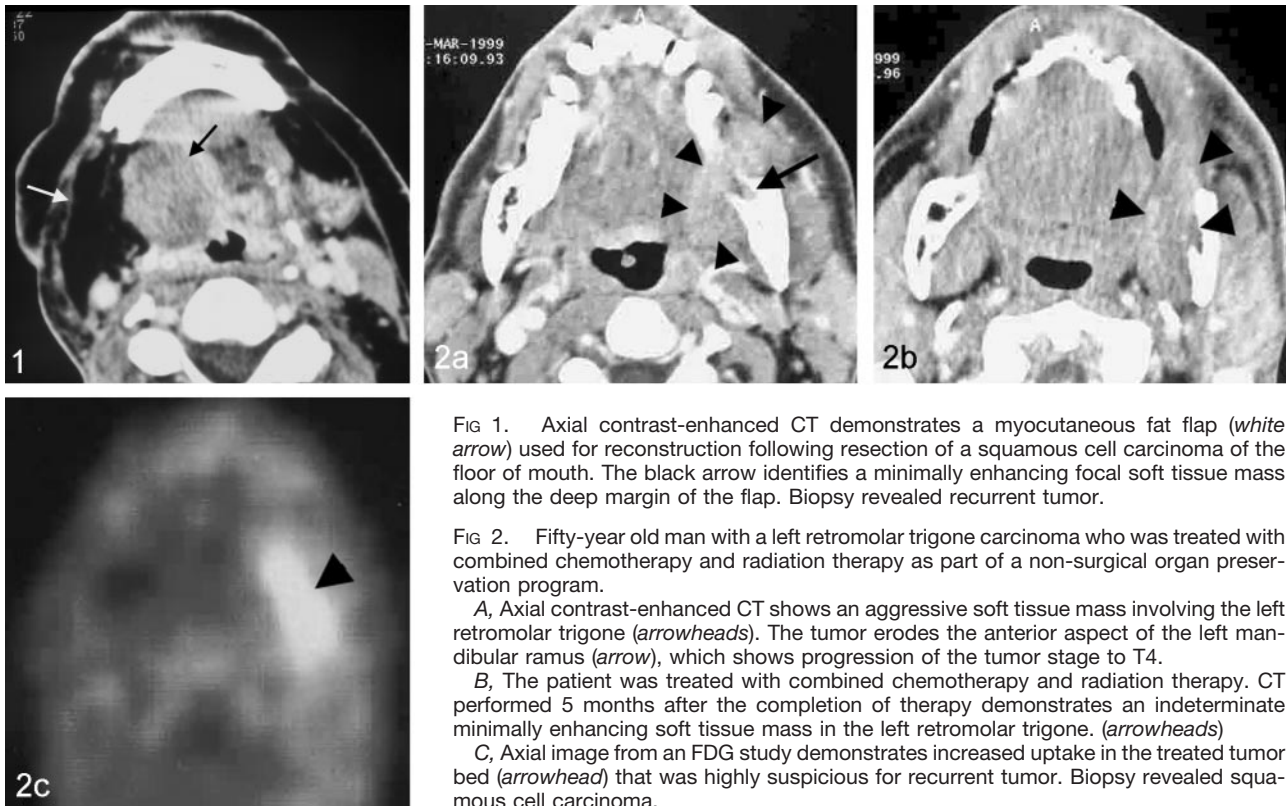 22
37
50
1
A
-MAR-1999
:16:09.93
2a
A
999
.96
2b
2c
FIG 1. Axial contrast-enhanced CT demonstrates a myocutaneous fat flap (white
arrow) used for reconstruction following resection of a squamous cell carcinoma of the
floor of mouth. The black arrow identifies a minimally enhancing focal soft tissue mass
along the deep margin of the flap. Biopsy revealed recurrent tumor.
FIG 2. Fifty-year old man with a left retromolar trigone carcinoma who was treated with
combined chemotherapy and radiation therapy as part of a non-surgical organ preser-
vation program.
A, Axial contrast-enhanced CT shows an aggressive soft tissue mass involving the left
retromolar trigone (arrowheads). The tumor erodes the anterior aspect of the left man-
dibular ramus (arrow), which shows progression of the tumor stage to T4.
B, The patient was treated with combined chemotherapy and radiation therapy. CT
performed 5 months after the completion of therapy demonstrates an indeterminate
minimally enhancing soft tissue mass in the left retromolar trigone. (arrowheads)
C, Axial image from an FDG study demonstrates increased uptake in the treated tumor
bed (arrowhead) that was highly suspicious for recurrent tumor. Biopsy revealed squa-
mous cell carcinoma.